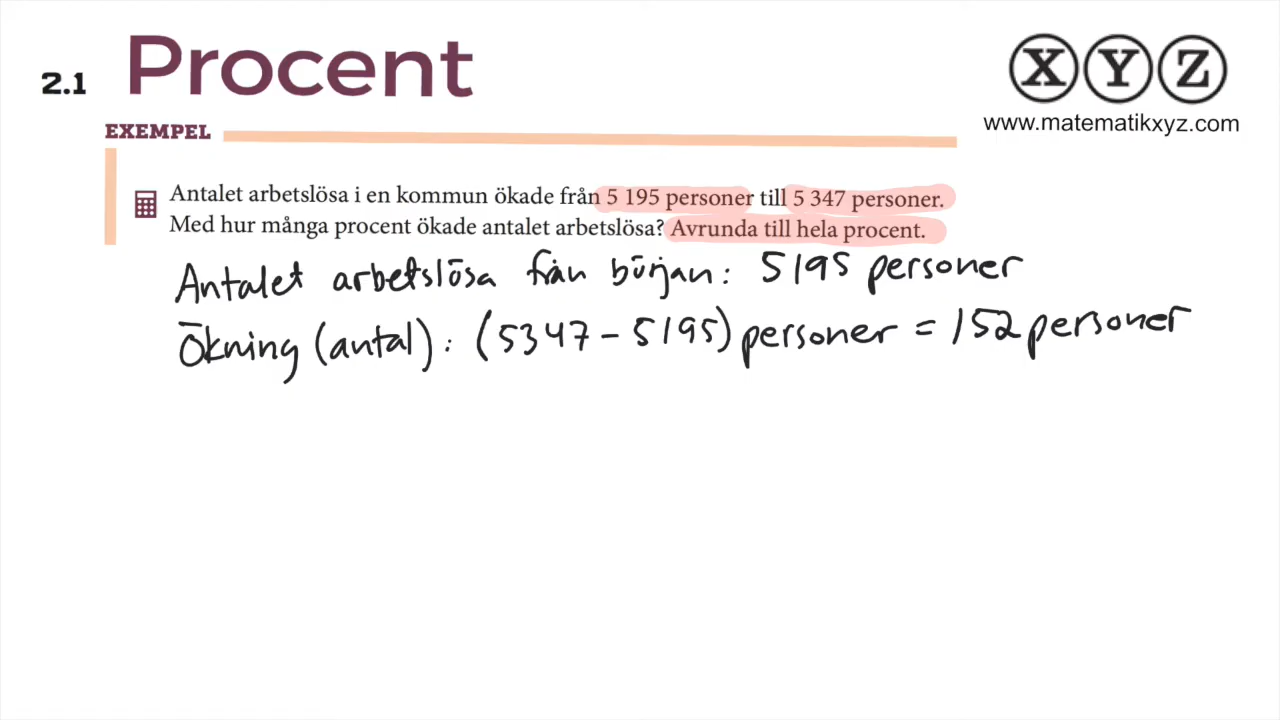 2.1 Procent
XYZ
www.matematikxyz.com
EXEMPEL
Antalet arbetslösa i en kommun ökade från 5 195 personer till 5 347 personer.
Med hur många procent ökade antalet arbetslösa? Avrunda till hela procent.
Antalet arbetslösa från början: 5195 personer
Ökning (antal): (5347 – 5195) personer = 152 personer